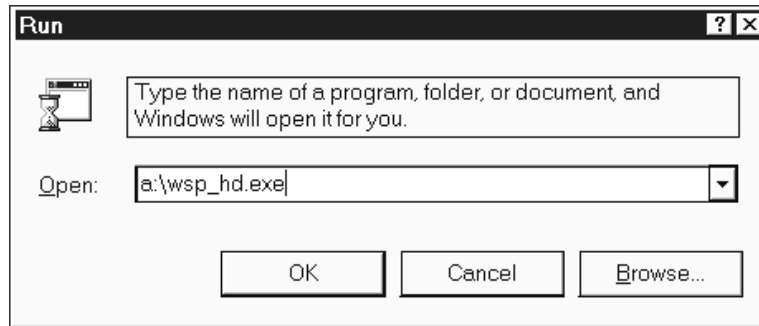 Run
Type the name of a program, folder, or document, and
Windows will open it for you.
Open: a:\wsp_hd.exe
OK Cancel Browse...